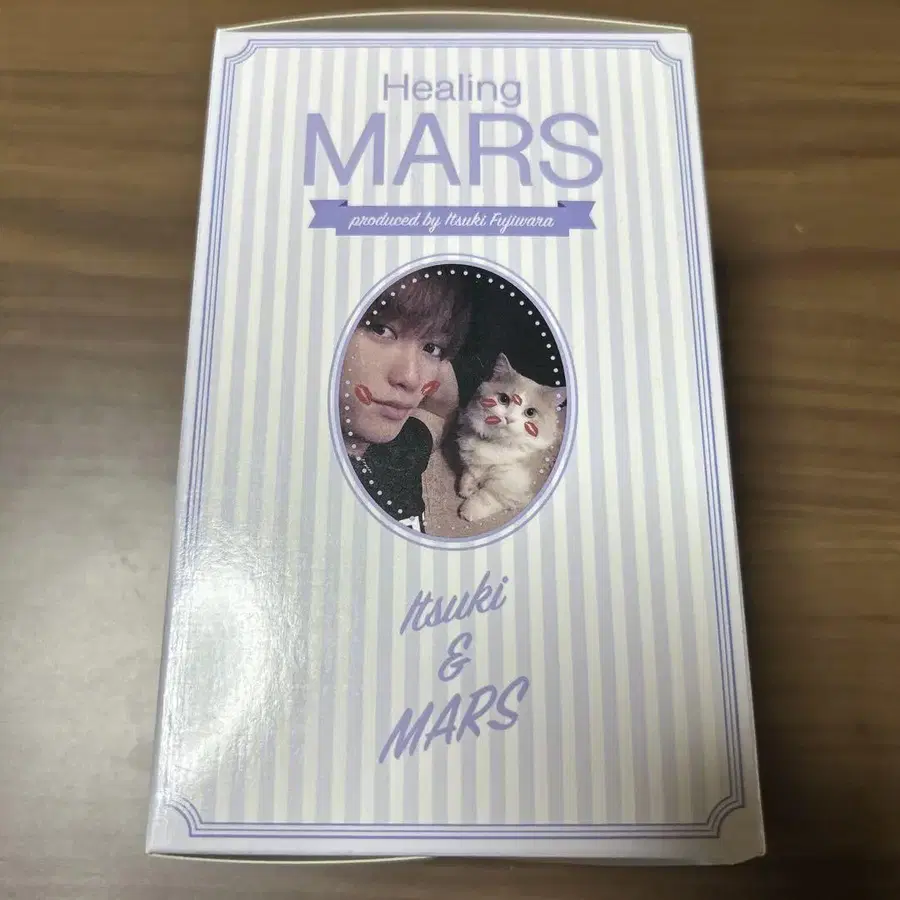 Healing
MARS
produced by Itsuki Fujiwara
Itsuki
&
MARS